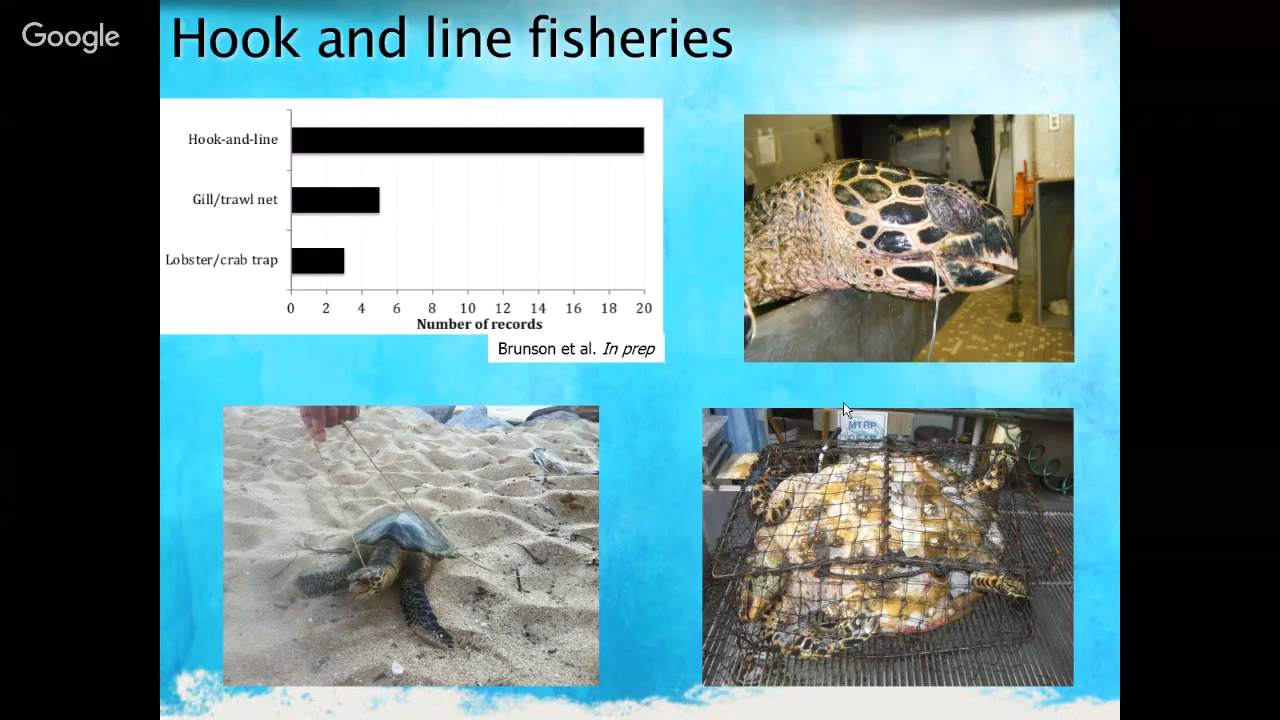 Google
Hook and line fisheries
Hook-and-line
Gill/trawl net
Lobster/crab trap
0 2 4 6 8 10 12 14 16 18 20
Number of records
Brunson et al. In prep
MTRP